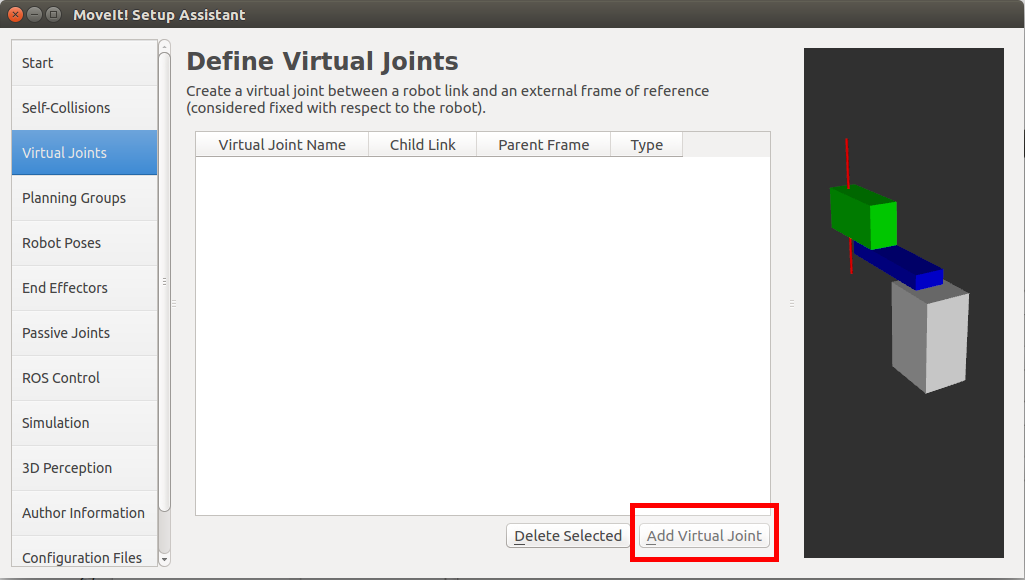 MoveIt! Setup Assistant
Start
Self-Collisions
Virtual Joints
Planning Groups
Robot Poses
End Effectors
Passive Joints
ROS Control
Simulation
3D Perception
Author Information
Configuration Files
Define Virtual Joints
Create a virtual joint between a robot link and an external frame of reference
(considered fixed with respect to the robot).
Virtual Joint Name Child Link Parent Frame Type
Delete Selected Add Virtual Joint